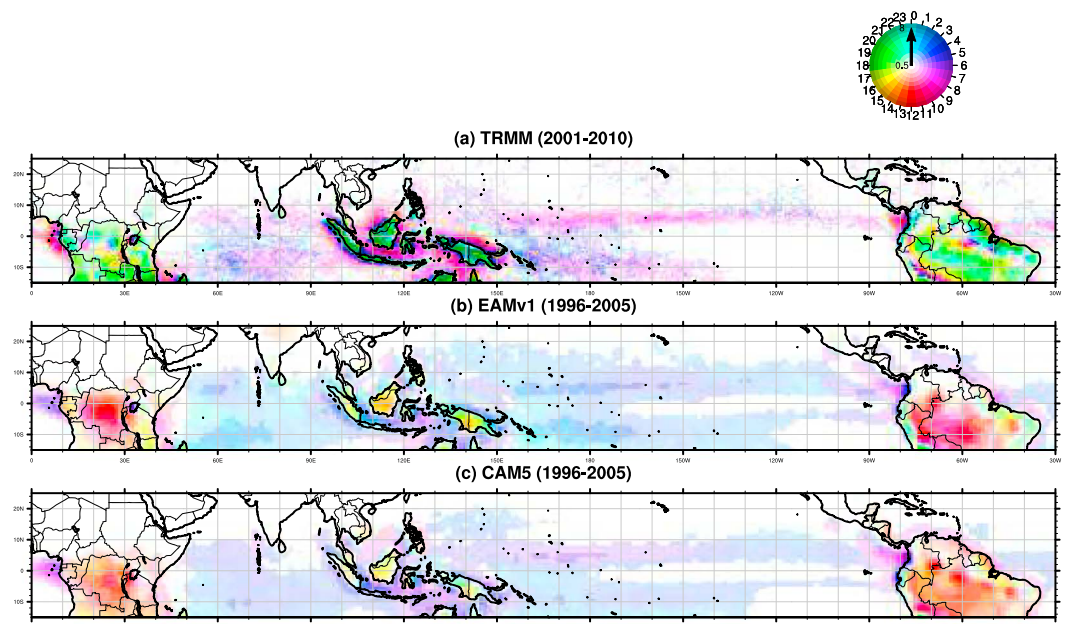 23 0 1 2 3 4 5 6 7 8 9 10 11 12 13 14 15 16 17 18 19 20 21 22
8
0.5
(a) TRMM (2001-2010)
20N
10N
0
10S
0 30E 60E 90E 120E 150E 180 150W 120W 90W 60W 30W
(b) EAMv1 (1996-2005)
20N
10N
0
10S
0 30E 60E 90E 120E 150E 180 150W 120W 90W 60W 30W
(c) CAM5 (1996-2005)
20N
10N
0
10S